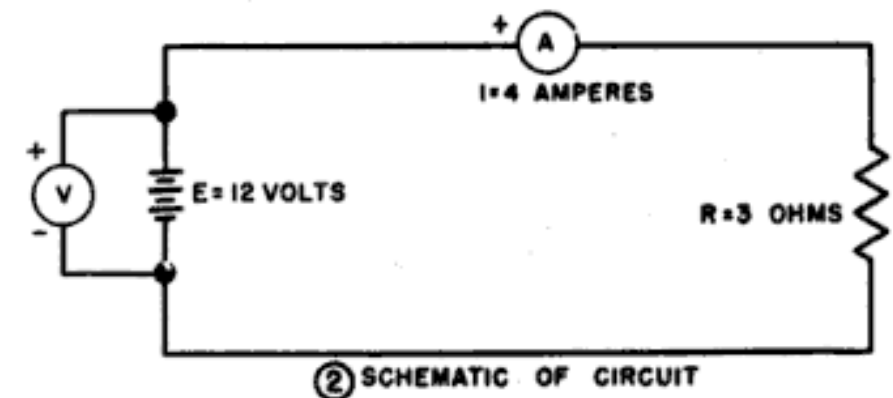 + A
I=4 AMPERES
+
V
-
E=12 VOLTS
R=3 OHMS
② SCHEMATIC OF CIRCUIT